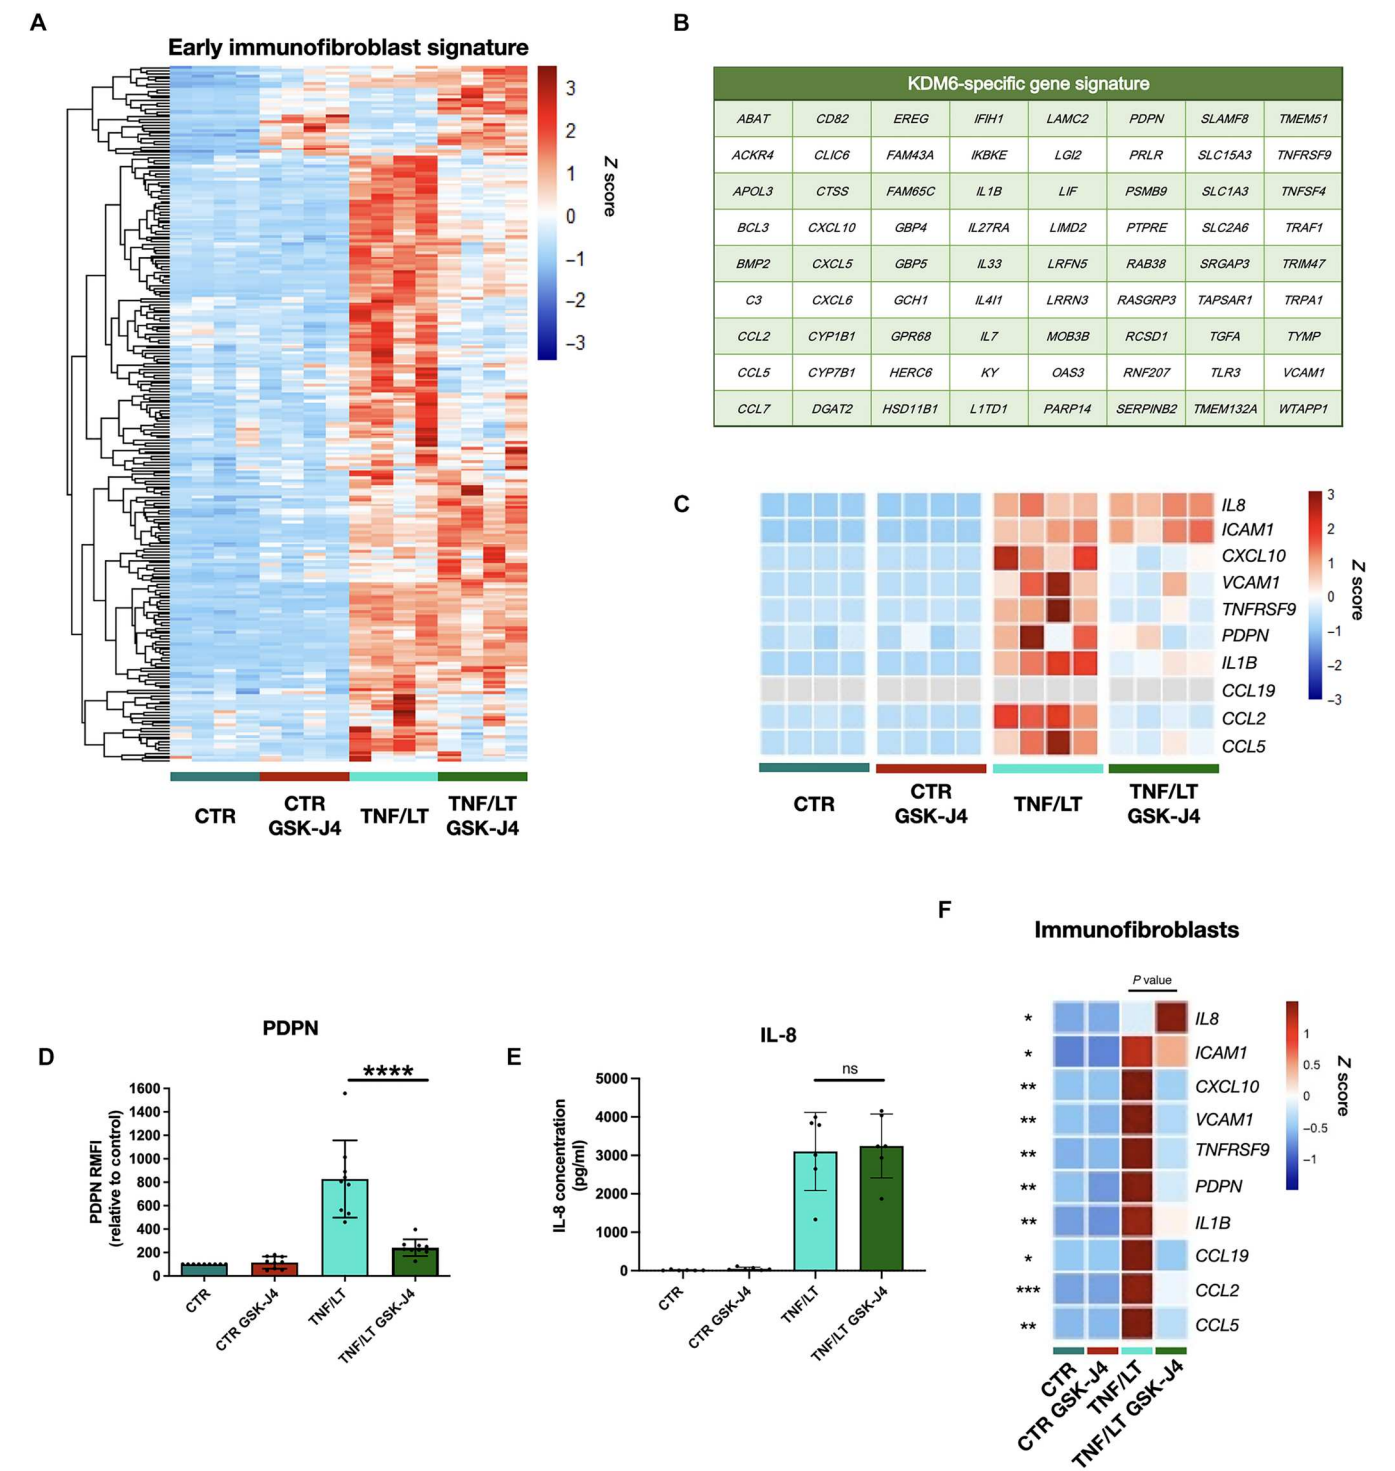 A
Early immunofibroblast signature
3
2
1
0
−1
−2
−3
Z score
CTR
CTR
GSK-J4
TNF/LT
TNF/LT
GSK-J4
B
KDM6-specific gene signature
ABAT CD82 EREG IFIH1 LAMC2 PDPN SLAMF8 TMEM51
ACKR4 CLIC6 FAM43A IKBKE LGI2 PRLR SLC15A3 TNFRSF9
APOL3 CTSS FAM65C IL1B LIF PSMB9 SLC1A3 TNFSF4
BCL3 CXCL10 GBP4 IL27RA LIMD2 PTPRE SLC2A6 TRAF1
BMP2 CXCL5 GBP5 IL33 LRFN5 RAB38 SRGAP3 TRIM47
C3 CXCL6 GCH1 IL4I1 LRRN3 RASGRP3 TAPSAR1 TRPA1
CCL2 CYP1B1 GPR68 IL7 MOB3B RCSD1 TGFA TYMP
CCL5 CYP7B1 HERC6 KY OAS3 RNF207 TLR3 VCAM1
CCL7 DGAT2 HSD11B1 L1TD1 PARP14 SERPINB2 TMEM132A WTAPP1
C
IL8
ICAM1
CXCL10
VCAM1
TNFRSF9
PDPN
IL1B
CCL19
CCL2
CCL5
3
2
1
0
−1
−2
−3
Z score
CTR
CTR
GSK-J4
TNF/LT
TNF/LT
GSK-J4
D
PDPN
****
PDPN RMFI
(relative to control)
1600
1400
1200
1000
800
600
400
200
0
CTR
CTR GSK-J4
TNF/LT
TNF/LT GSK-J4
E
IL-8
ns
IL-8 concentration
(pg/ml)
5000
4000
3000
2000
1000
0
CTR
CTR GSK-J4
TNF/LT
TNF/LT GSK-J4
F
Immunofibroblasts
P value
* IL8
* ICAM1
** CXCL10
** VCAM1
** TNFRSF9
** PDPN
** IL1B
* CCL19
*** CCL2
** CCL5
1
0.5
0
−0.5
−1
Z score
CTR
CTR GSK-J4
TNF/LT
TNF/LT GSK-J4